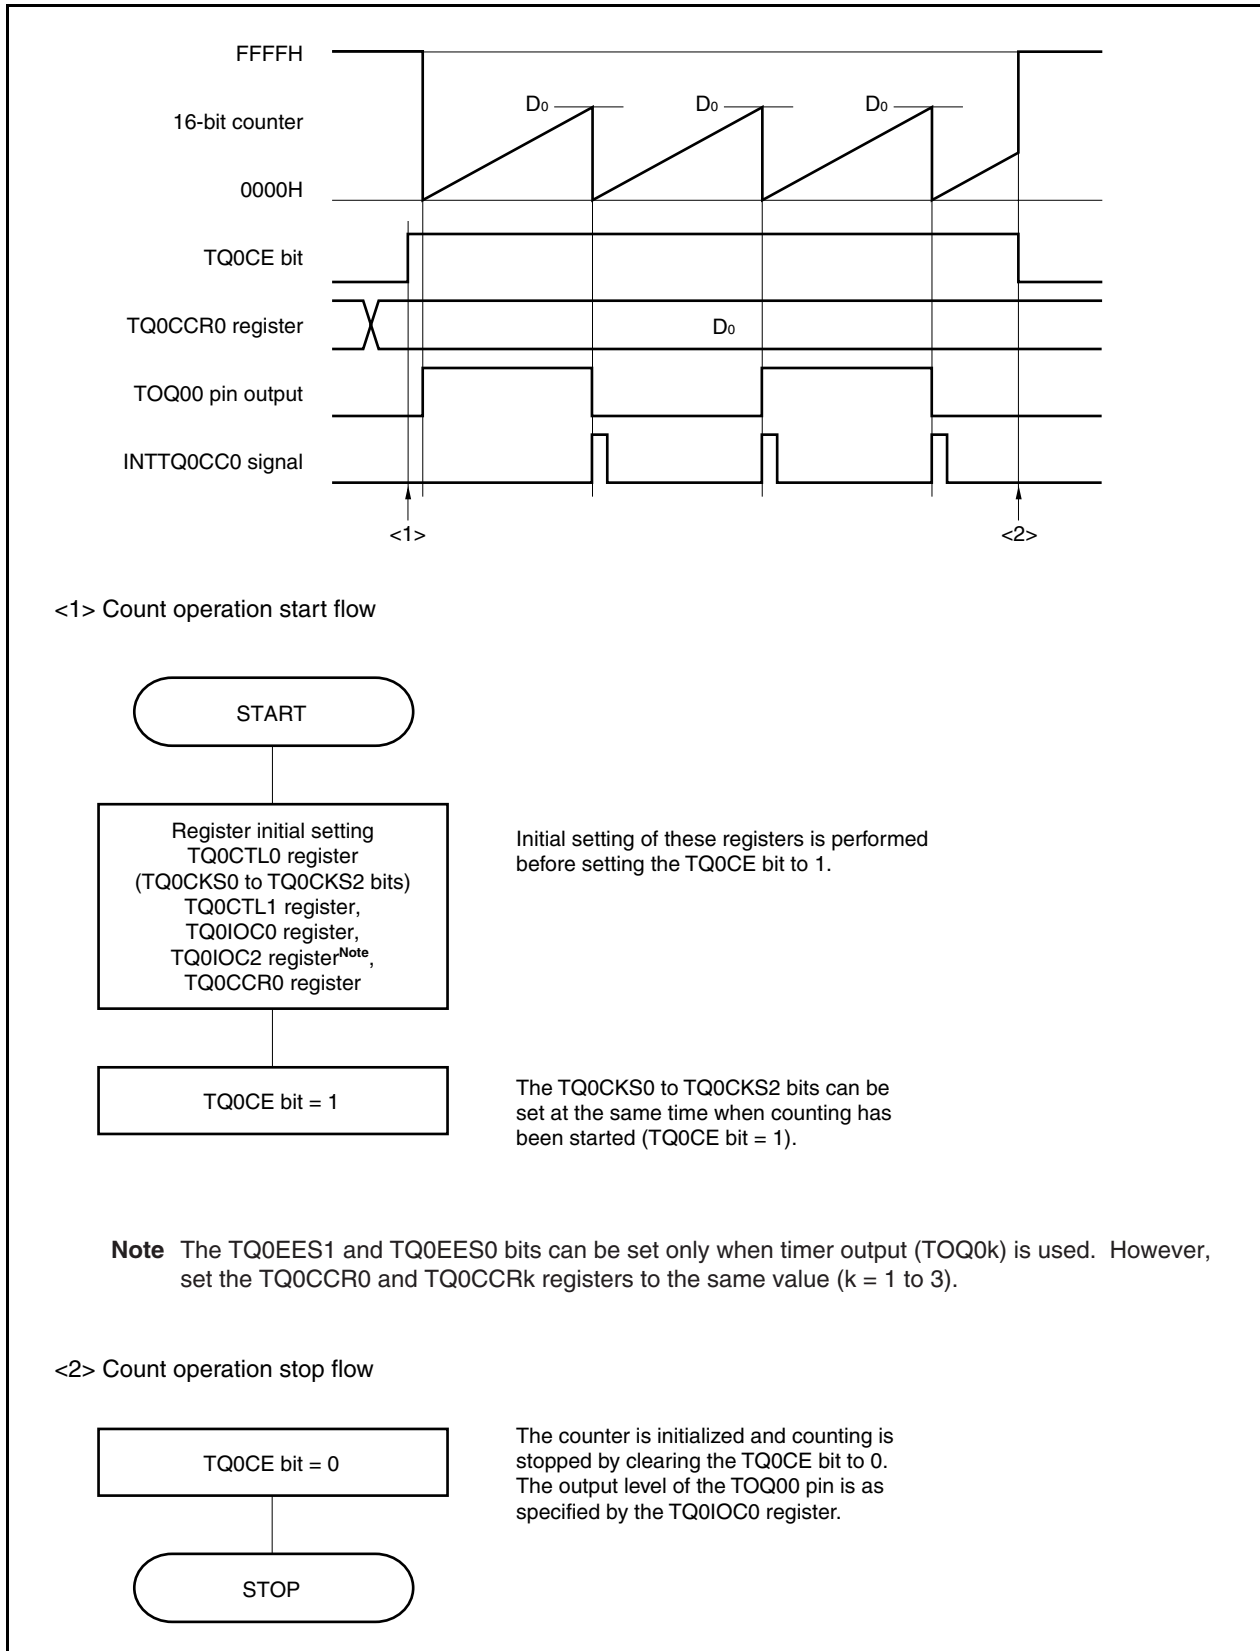 FFFFH
D0 D0 D0
16-bit counter
0000H
TQ0CE bit
TQ0CCR0 register
D0
TOQ00 pin output
INTTQ0CC0 signal
<1> <2>
<1> Count operation start flow
START
Register initial setting
TQ0CTL0 register
(TQ0CKS0 to TQ0CKS2 bits)
TQ0CTL1 register,
TQ0IOC0 register,
TQ0IOC2 registerNote,
TQ0CCR0 register
Initial setting of these registers is performed
before setting the TQ0CE bit to 1.
TQ0CE bit = 1
The TQ0CKS0 to TQ0CKS2 bits can be
set at the same time when counting has
been started (TQ0CE bit = 1).
Note The TQ0EES1 and TQ0EES0 bits can be set only when timer output (TOQ0k) is used. However,
set the TQ0CCR0 and TQ0CCRk registers to the same value (k = 1 to 3).
<2> Count operation stop flow
TQ0CE bit = 0
The counter is initialized and counting is
stopped by clearing the TQ0CE bit to 0.
The output level of the TOQ00 pin is as
specified by the TQ0IOC0 register.
STOP